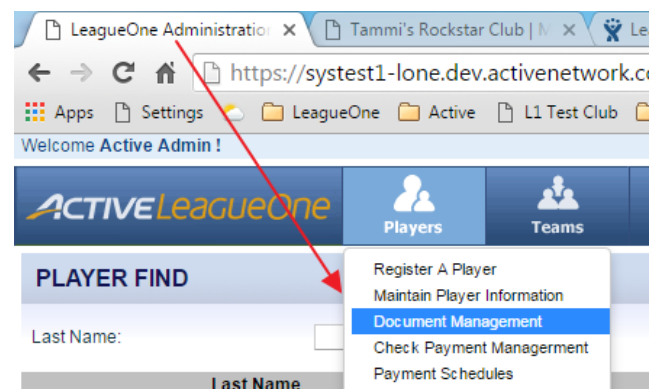 LeagueOne Administration
Tammi's Rockstar Club |
Le
https://systest1-lone.dev.activenetwork.co
Apps Settings LeagueOne Active L1 Test Club
Welcome Active Admin !
ACTIVE LeagueOne
Players
Teams
PLAYER FIND
Register A Player
Maintain Player Information
Document Management
Last Name:
Check Payment Managerment
Payment Schedules
Last Name